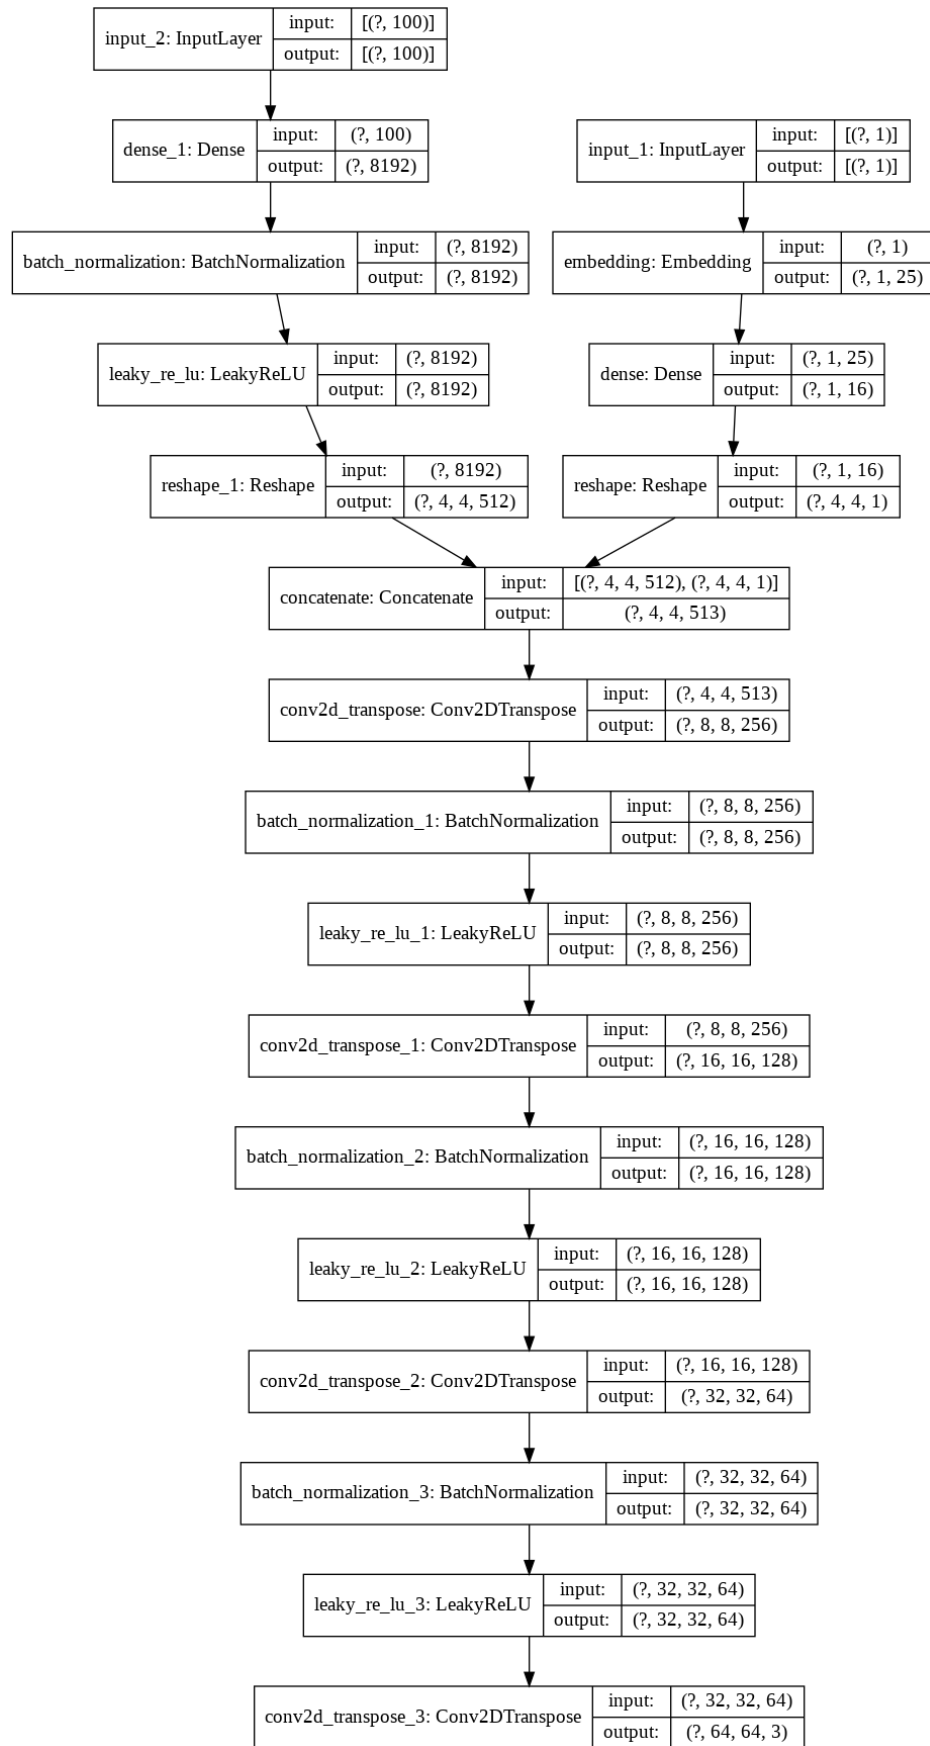 input_2: InputLayer
input: [(?, 100)]
output: [(?, 100)]
dense_1: Dense
input: (?, 100)
output: (?, 8192)
input_1: InputLayer
input: [(?, 1)]
output: [(?, 1)]
batch_normalization: BatchNormalization
input: (?, 8192)
output: (?, 8192)
embedding: Embedding
input: (?, 1)
output: (?, 1, 25)
leaky_re_lu: LeakyReLU
input: (?, 8192)
output: (?, 8192)
dense: Dense
input: (?, 1, 25)
output: (?, 1, 16)
reshape_1: Reshape
input: (?, 8192)
output: (?, 4, 4, 512)
reshape: Reshape
input: (?, 1, 16)
output: (?, 4, 4, 1)
concatenate: Concatenate
input: [(?, 4, 4, 512), (?, 4, 4, 1)]
output: (?, 4, 4, 513)
conv2d_transpose: Conv2DTranspose
input: (?, 4, 4, 513)
output: (?, 8, 8, 256)
batch_normalization_1: BatchNormalization
input: (?, 8, 8, 256)
output: (?, 8, 8, 256)
leaky_re_lu_1: LeakyReLU
input: (?, 8, 8, 256)
output: (?, 8, 8, 256)
conv2d_transpose_1: Conv2DTranspose
input: (?, 8, 8, 256)
output: (?, 16, 16, 128)
batch_normalization_2: BatchNormalization
input: (?, 16, 16, 128)
output: (?, 16, 16, 128)
leaky_re_lu_2: LeakyReLU
input: (?, 16, 16, 128)
output: (?, 16, 16, 128)
conv2d_transpose_2: Conv2DTranspose
input: (?, 16, 16, 128)
output: (?, 32, 32, 64)
batch_normalization_3: BatchNormalization
input: (?, 32, 32, 64)
output: (?, 32, 32, 64)
leaky_re_lu_3: LeakyReLU
input: (?, 32, 32, 64)
output: (?, 32, 32, 64)
conv2d_transpose_3: Conv2DTranspose
input: (?, 32, 32, 64)
output: (?, 64, 64, 3)